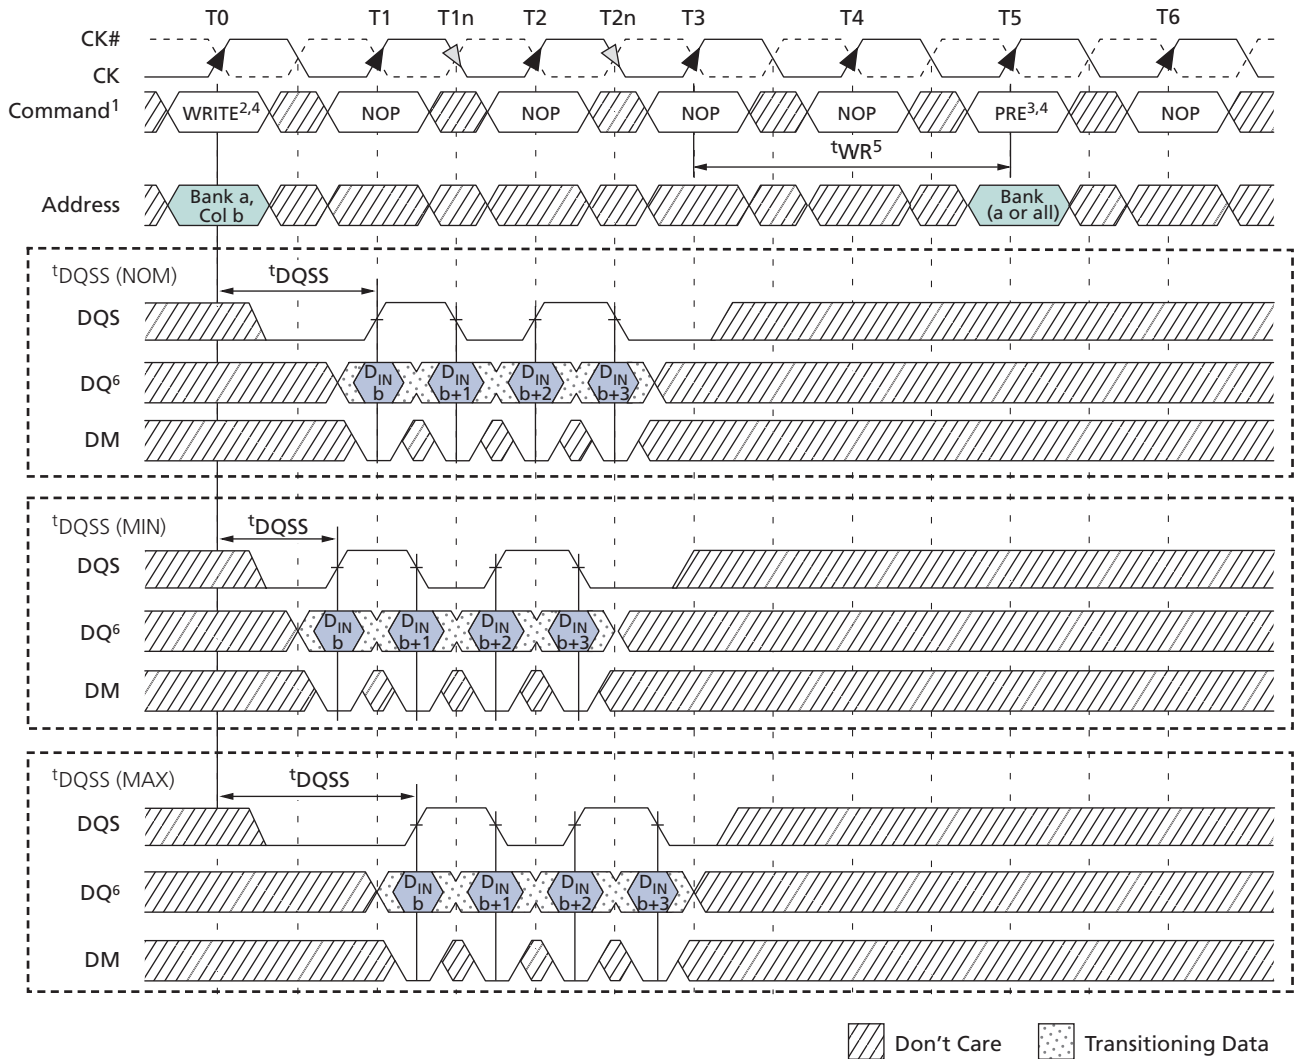 T0 T1 T1n T2 T2n T3 T4 T5 T6
CK#
CK
Command1 WRITE2,4 NOP NOP NOP NOP PRE3,4 NOP
tWR5
Address Bank a, Col b Bank (a or all)
tDQSS (NOM) tDQSS
DQS
DQ6 DIN b DIN b+1 DIN b+2 DIN b+3
DM
tDQSS (MIN) tDQSS
DQS
DQ6 DIN b DIN b+1 DIN b+2 DIN b+3
DM
tDQSS (MAX) tDQSS
DQS
DQ6 DIN b DIN b+1 DIN b+2 DIN b+3
DM
Don't Care Transitioning Data